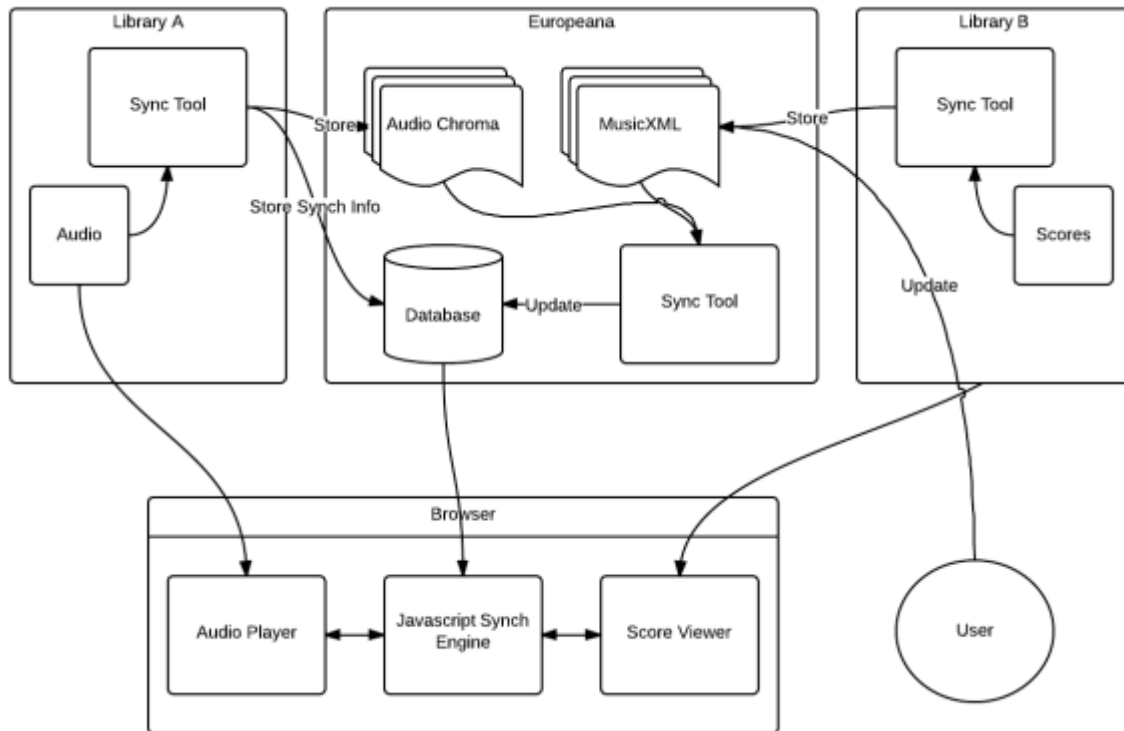 Library A
Europeana
Library B
Sync Tool
Audio Chroma
MusicXML
Sync Tool
Store
Store
Store Synch Info
Audio
Scores
Database
Update
Sync Tool
Update
Browser
Audio Player
Javascript Synch
Engine
Score Viewer
User